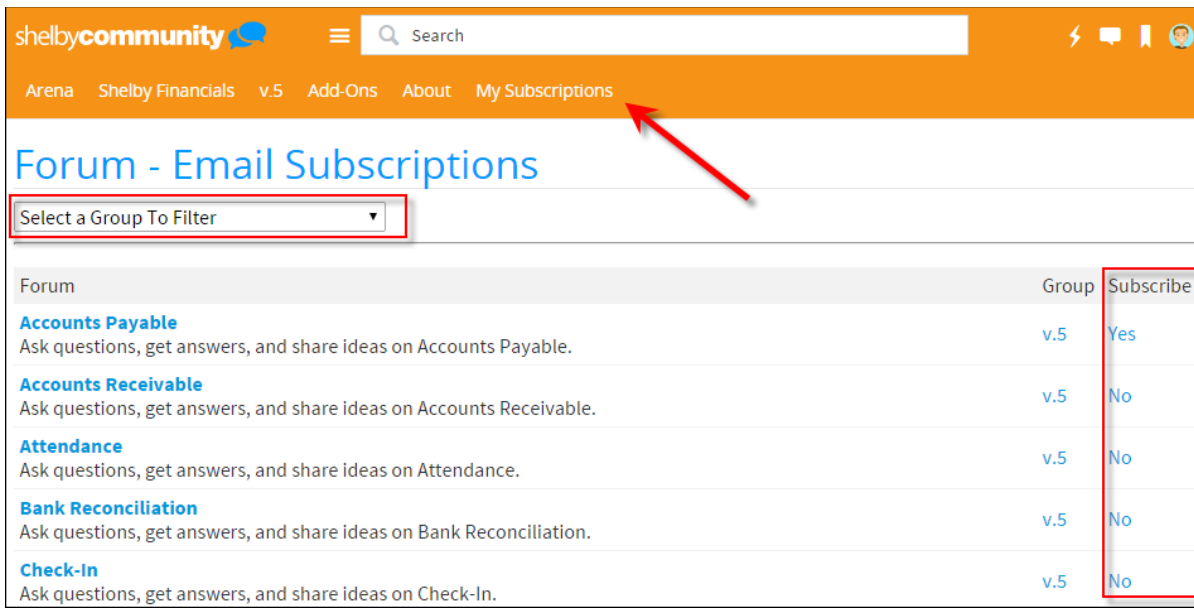 shelbycommunity
Search
Arena Shelby Financials v.5 Add-Ons About My Subscriptions
Forum - Email Subscriptions
Select a Group To Filter
Forum Group Subscribe
Accounts Payable
Ask questions, get answers, and share ideas on Accounts Payable.
v.5 Yes
Accounts Receivable
Ask questions, get answers, and share ideas on Accounts Receivable.
v.5 No
Attendance
Ask questions, get answers, and share ideas on Attendance.
v.5 No
Bank Reconciliation
Ask questions, get answers, and share ideas on Bank Reconciliation.
v.5 No
Check-In
Ask questions, get answers, and share ideas on Check-In.
v.5 No